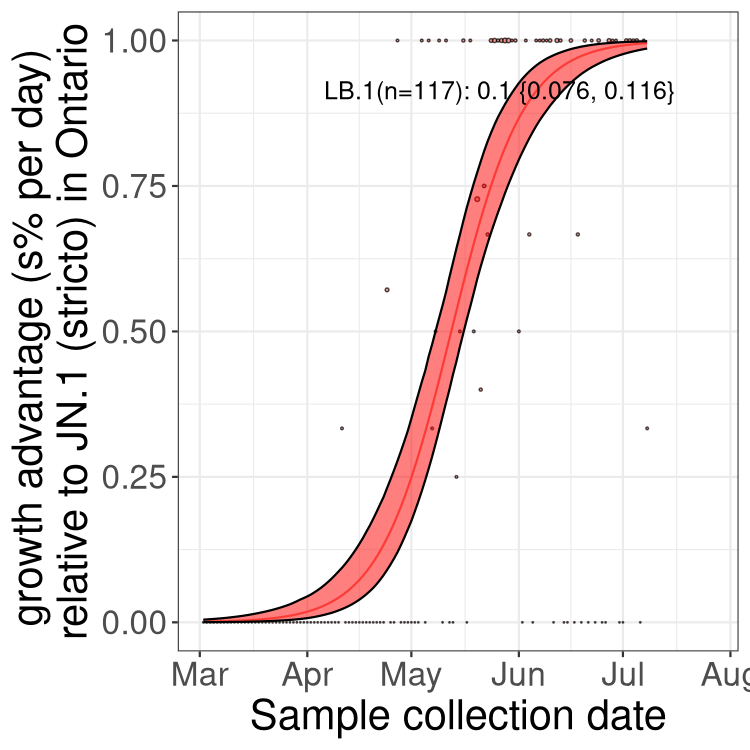 growth advantage (s% per day)
relative to JN.1 (stricto) in Ontario
1.00
0.75
0.50
0.25
0.00
LB.1(n=117): 0.1 {0.076, 0.116}
Mar Apr May Jun Jul Aug
Sample collection date